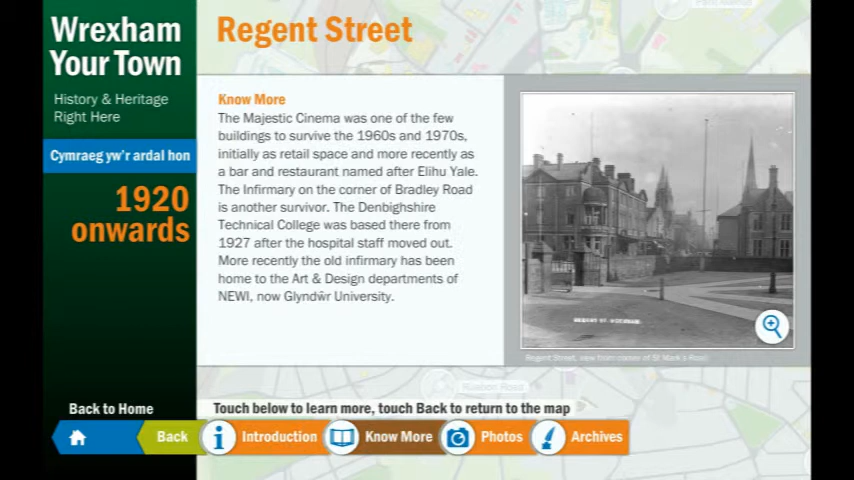 Wrexham
Your Town
History & Heritage
Right Here
Cymraeg yw'r ardal hon
1920
onwards
Regent Street
Know More
The Majestic Cinema was one of the few
buildings to survive the 1960s and 1970s,
initially as retail space and more recently as
a bar and restaurant named after Elihu Yale.
The Infirmary on the corner of Bradley Road
is another survivor. The Denbighshire
Technical College was based there from
1927 after the hospital staff moved out.
More recently the old infirmary has been
home to the Art & Design departments of
NEWI, now Glyndŵr University.
REGENT ST. WREXHAM.
Regent Street, view from corner of St Mark's Road
Back to Home
Touch below to learn more, touch Back to return to the map
Back
Introduction
Know More
Photos
Archives